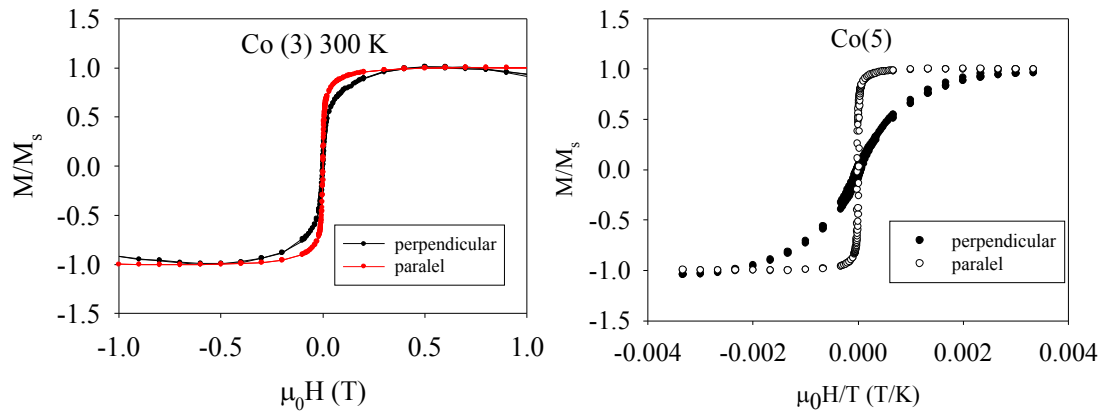 Co (3) 300 K
M/Ms
1.5
1.0
0.5
0.0
-0.5
-1.0
-1.5
perpendicular
paralel
-1.0
-0.5
0.0
0.5
1.0
μ0H (T)
Co(5)
M/Ms
1.5
1.0
0.5
0.0
-0.5
-1.0
-1.5
perpendicular
paralel
-0.004
-0.002
0.000
0.002
0.004
μ0H/T (T/K)